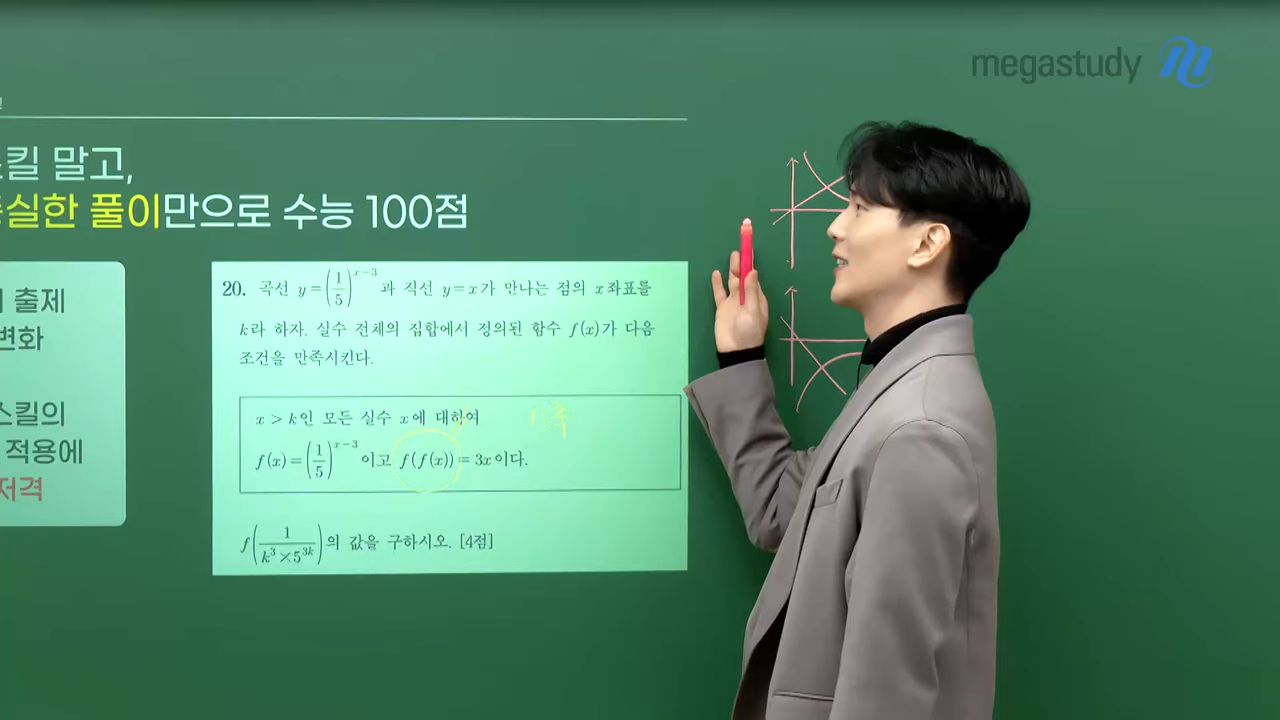 megastudy
스킬 말고,
충실한 풀이만으로 수능 100점
출제
변화
스킬의
적용에
저격
20. 곡선 y=(1/5)^{x-3}과 직선 y=x가 만나는 점의 x좌표를
k라 하자. 실수 전체의 집합에서 정의된 함수 f(x)가 다음
조건을 만족시킨다.
x>k인 모든 실수 x에 대하여
f(x)=(1/5)^{x-3}이고 f(f(x))=3x이다.
f(1/(k^3×5^{3k}))의 값을 구하시오. [4점]